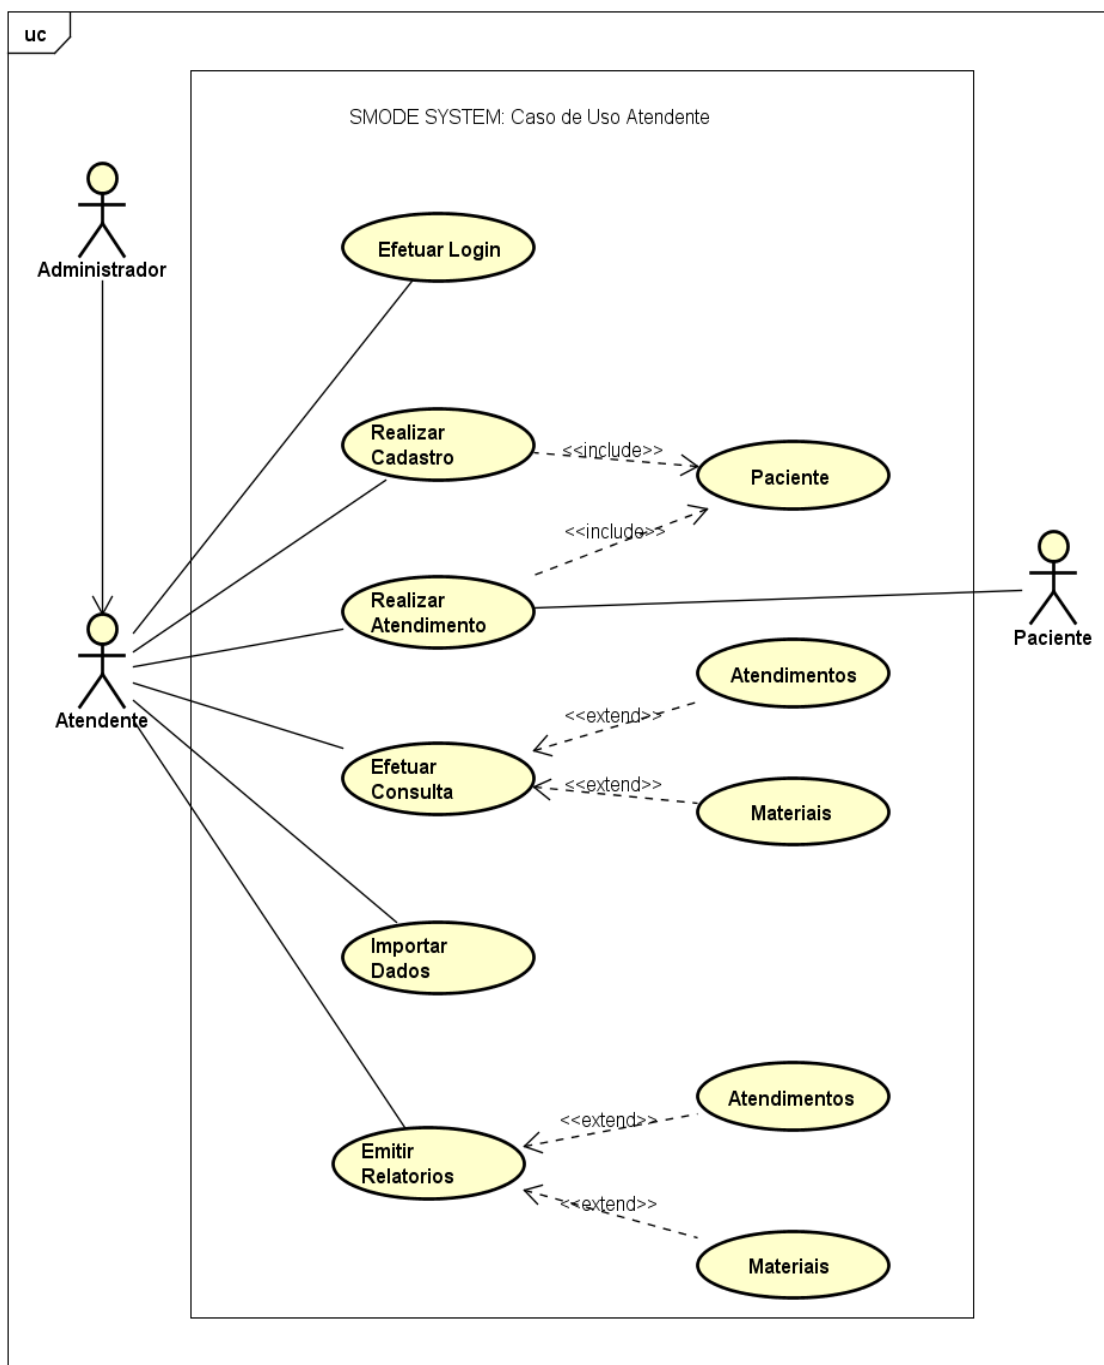 uc
SMODE SYSTEM: Caso de Uso Atendente
Administrador
Efetuar Login
Realizar
Cadastro
<<include>>
Paciente
<<include>>
Realizar
Atendimento
Paciente
Atendente
Atendimentos
<<extend>>
Efetuar
Consulta
<<extend>>
Materiais
Importar
Dados
Atendimentos
<<extend>>
Emitir
Relatorios
<<extend>>
Materiais